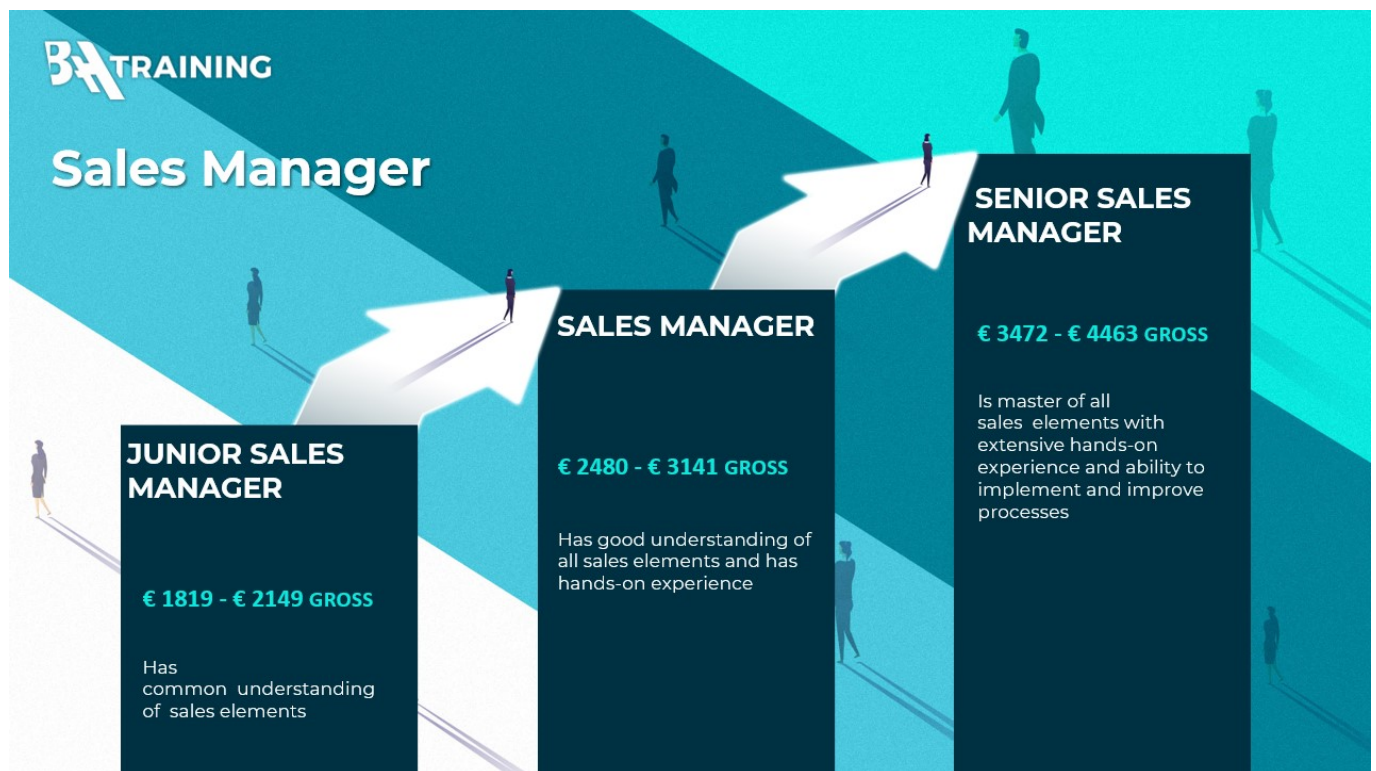 BAA TRAINING
Sales Manager
SENIOR SALES
MANAGER
€ 3472 - € 4463 GROSS
Is master of all
sales elements with
extensive hands-on
experience and ability to
implement and improve
processes
SALES MANAGER
€ 2480 - € 3141 GROSS
Has good understanding of
all sales elements and has
hands-on experience
JUNIOR SALES
MANAGER
€ 1819 - € 2149 GROSS
Has
common understanding
of sales elements